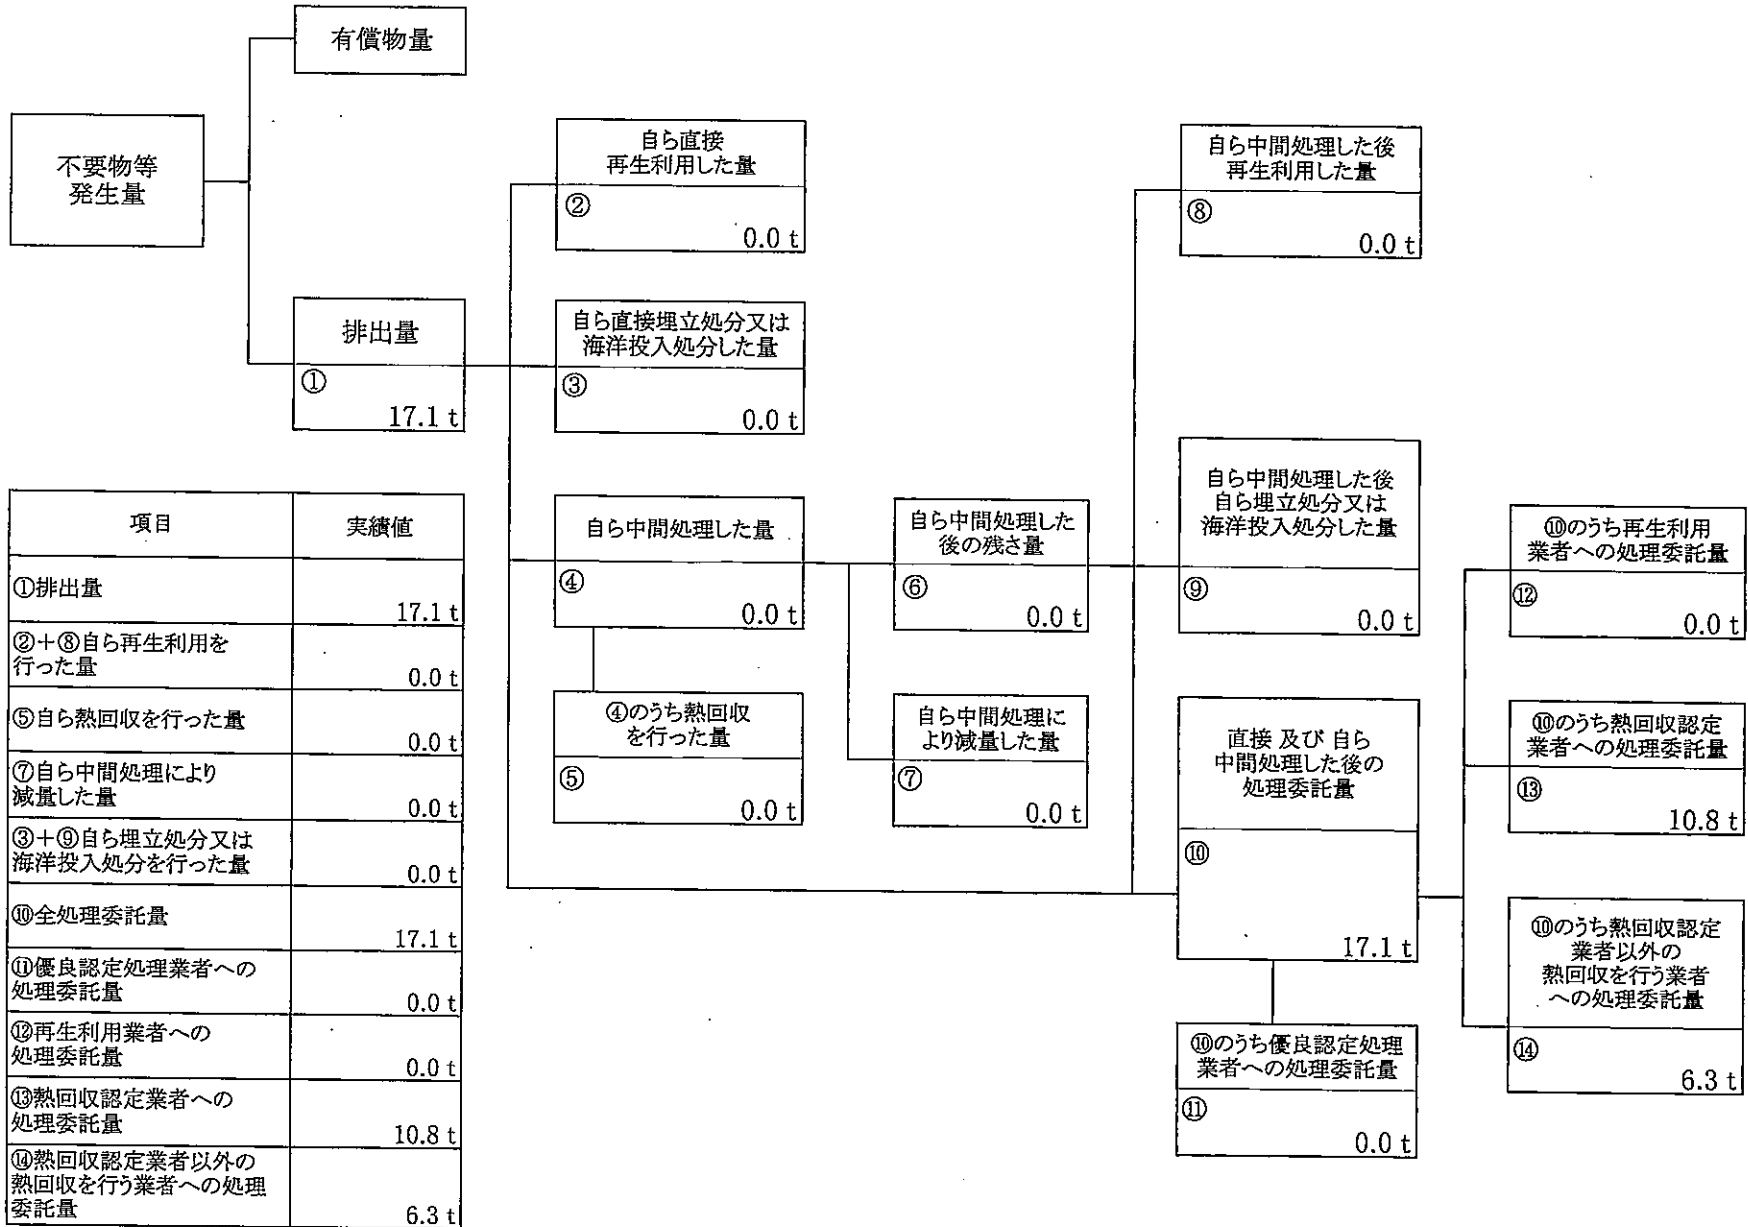 有償物量
不要物等
発生量
排出量
①
17.1 t
自ら直接
再生利用した量
②
0.0 t
自ら直接埋立処分又は
海洋投入処分した量
③
0.0 t
自ら中間処理した量
④
0.0 t
④のうち熱回収
を行った量
⑤
0.0 t
自ら中間処理した
後の残さ量
⑥
0.0 t
自ら中間処理に
より減量した量
⑦
0.0 t
自ら中間処理した後
再生利用した量
⑧
0.0 t
自ら中間処理した後
自ら埋立処分又は
海洋投入処分した量
⑨
0.0 t
直接 及び 自ら
中間処理した後の
処理委託量
⑩
17.1 t
⑩のうち優良認定処理
業者への処理委託量
⑪
0.0 t
⑩のうち再生利用
業者への処理委託量
⑫
0.0 t
⑩のうち熱回収認定
業者への処理委託量
⑬
10.8 t
⑩のうち熱回収認定
業者以外の
熱回収を行う業者
への処理委託量
⑭
6.3 t
項目 実績値
①排出量
17.1 t
②+⑧自ら再生利用を
行った量
0.0 t
⑤自ら熱回収を行った量
0.0 t
⑦自ら中間処理により
減量した量
0.0 t
③+⑨自ら埋立処分又は
海洋投入処分を行った量
0.0 t
⑩全処理委託量
17.1 t
⑪優良認定処理業者への
処理委託量
0.0 t
⑫再生利用業者への
処理委託量
0.0 t
⑬熱回収認定業者への
処理委託量
10.8 t
⑭熱回収認定業者以外の
熱回収を行う業者への処理
委託量
6.3 t